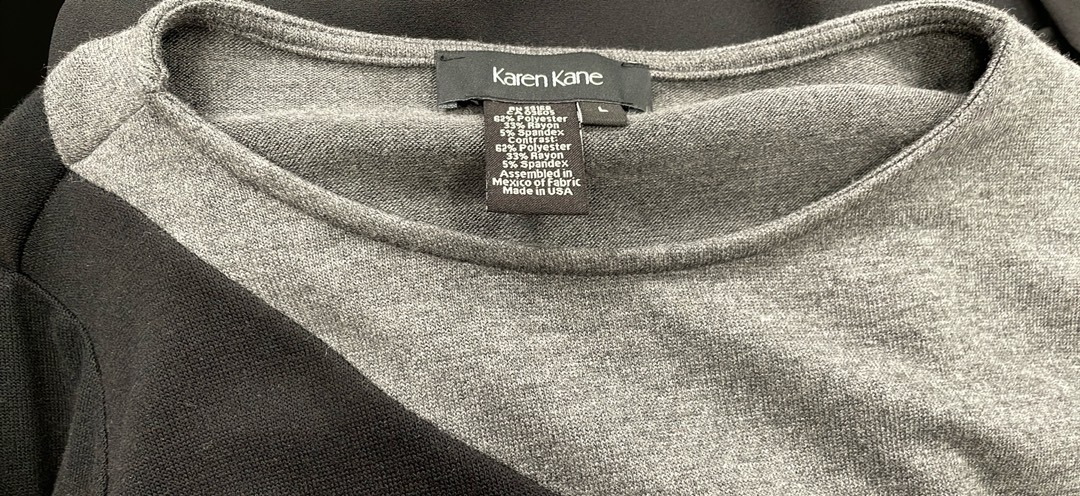 Karen Kane
L
62% Polyester
33% Rayon
5% Spandex
Contrast:
62% Polyester
33% Rayon
5% Spandex
Assembled in
Mexico of Fabric
Made in USA